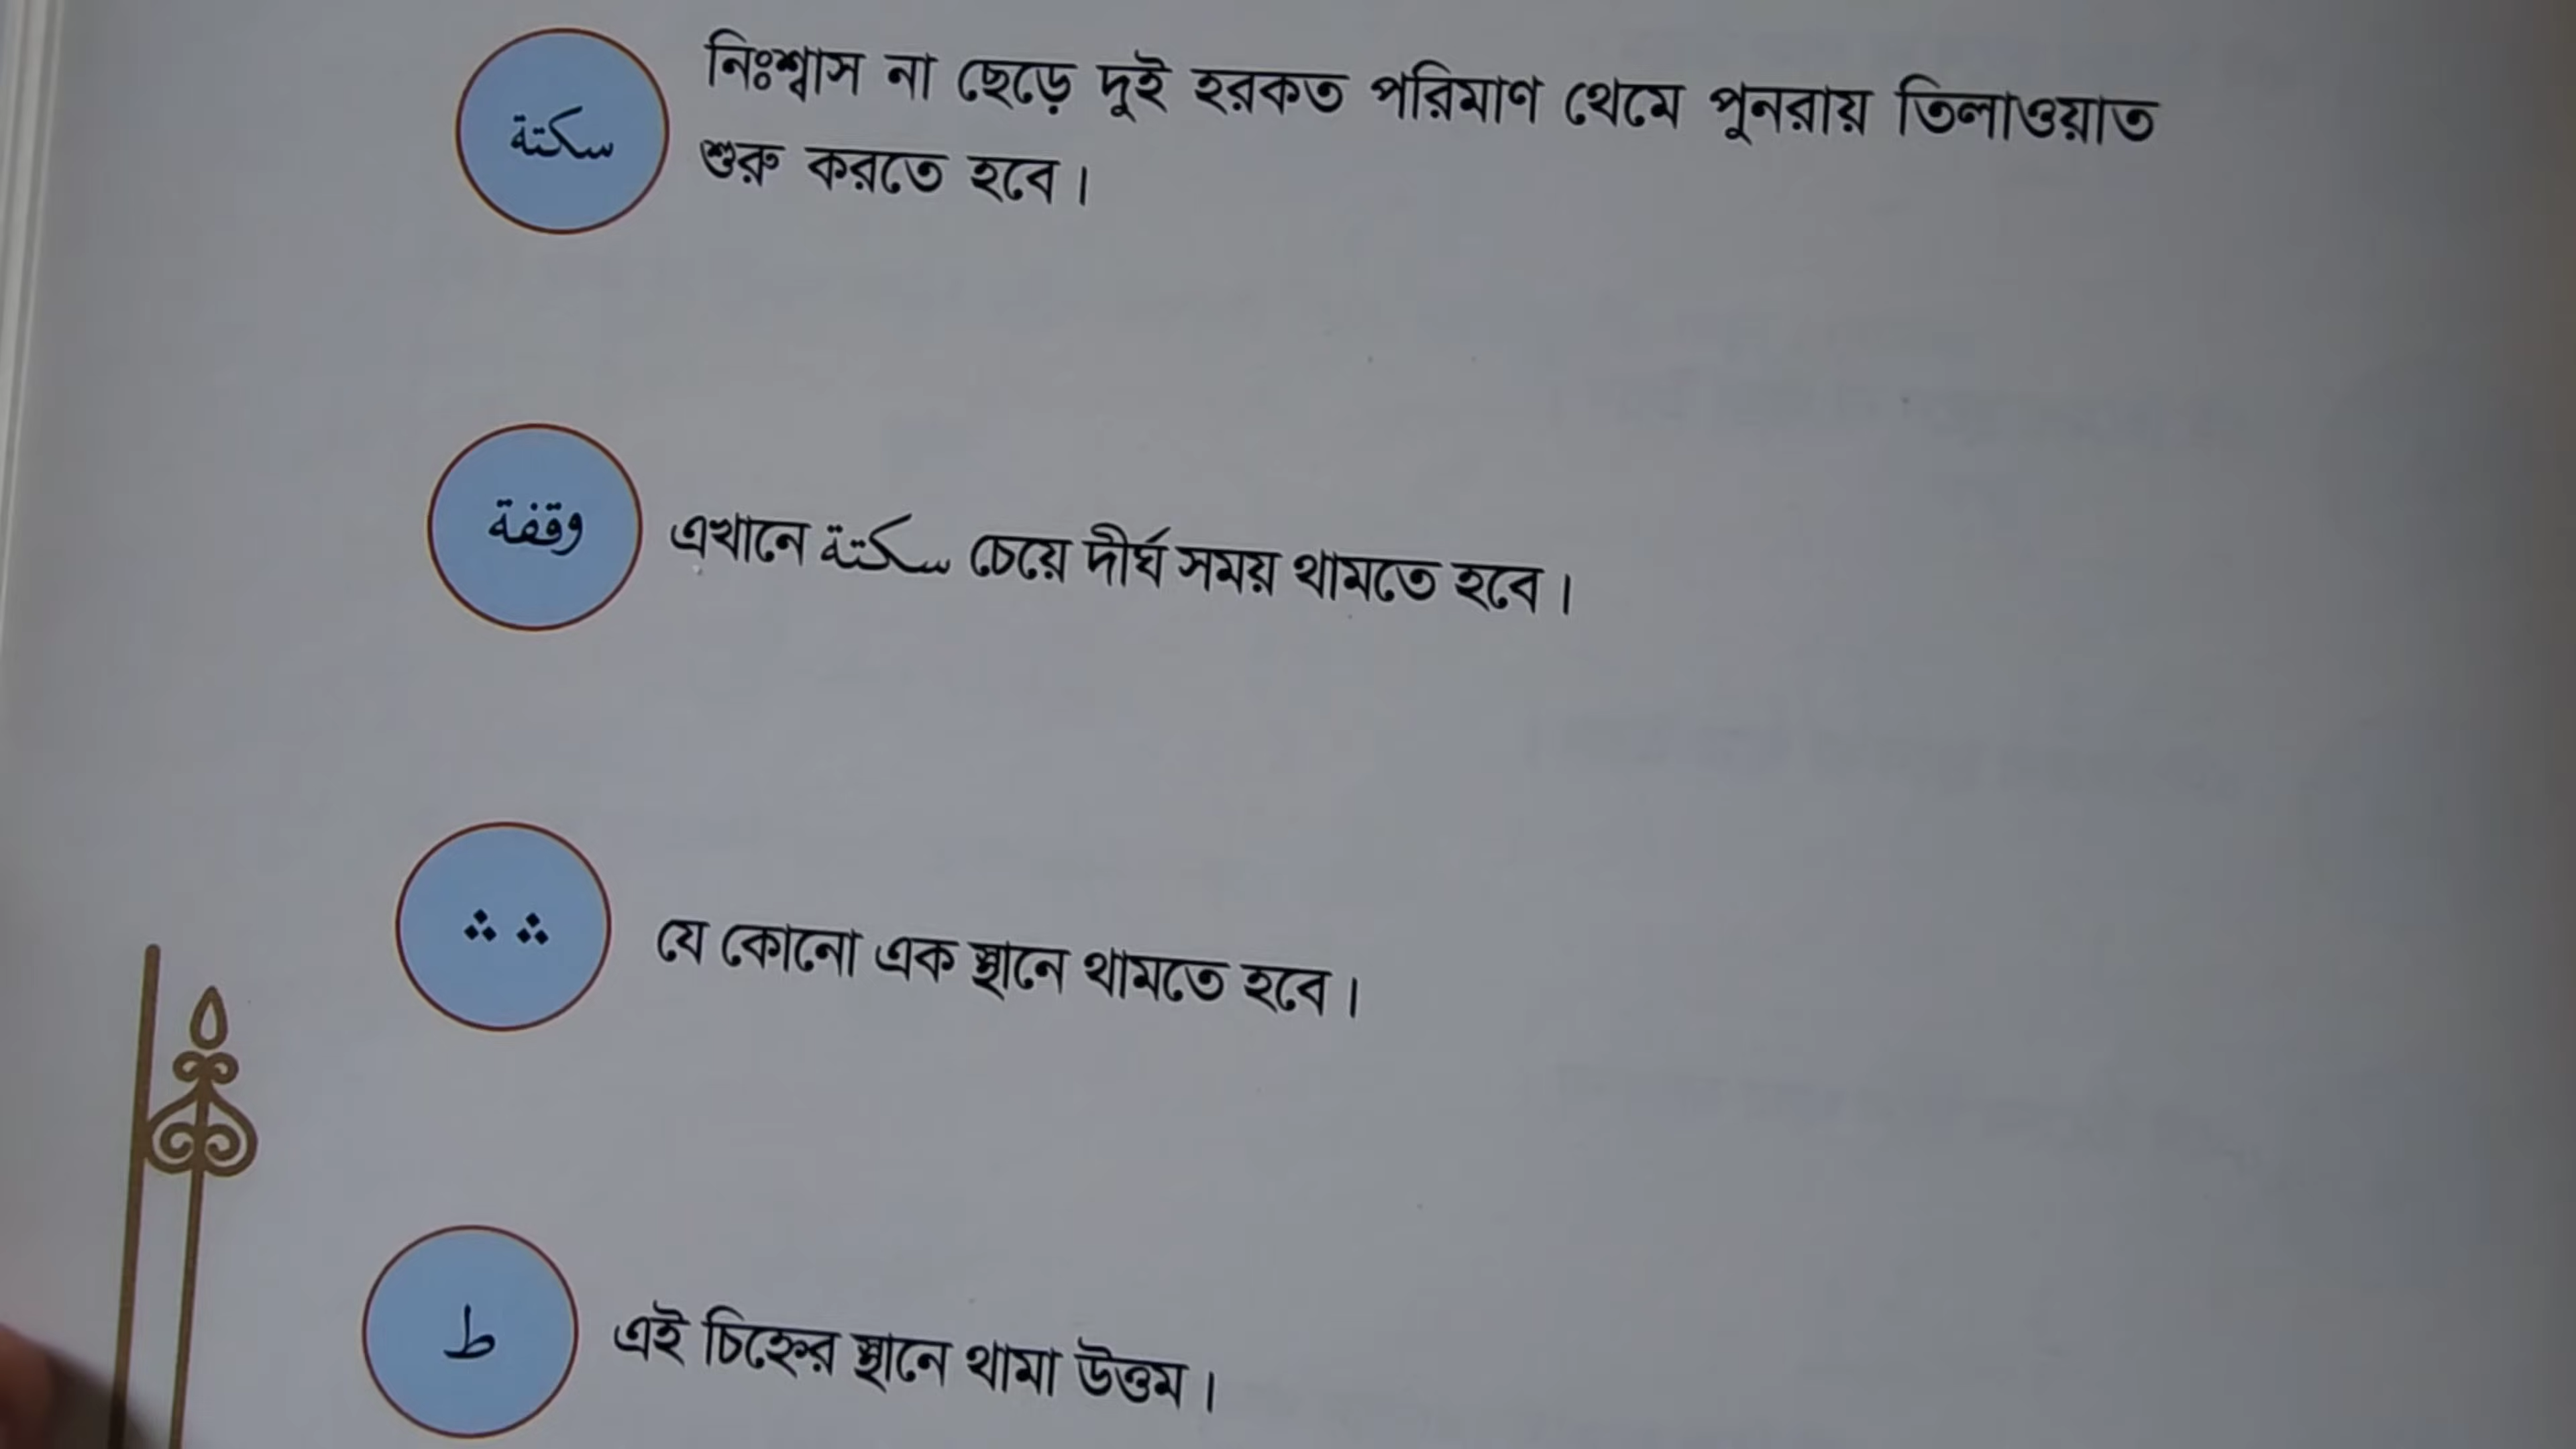 سكتة নিঃশ্বাস না ছেড়ে দুই হরকত পরিমাণ থেমে পুনরায় তিলাওয়াত
শুরু করতে হবে।
وقفة এখানে سكتة চেয়ে দীর্ঘ সময় থামতে হবে।
∴ ∴ যে কোনো এক স্থানে থামতে হবে।
ط এই চিহ্নের স্থানে থামা উত্তম।